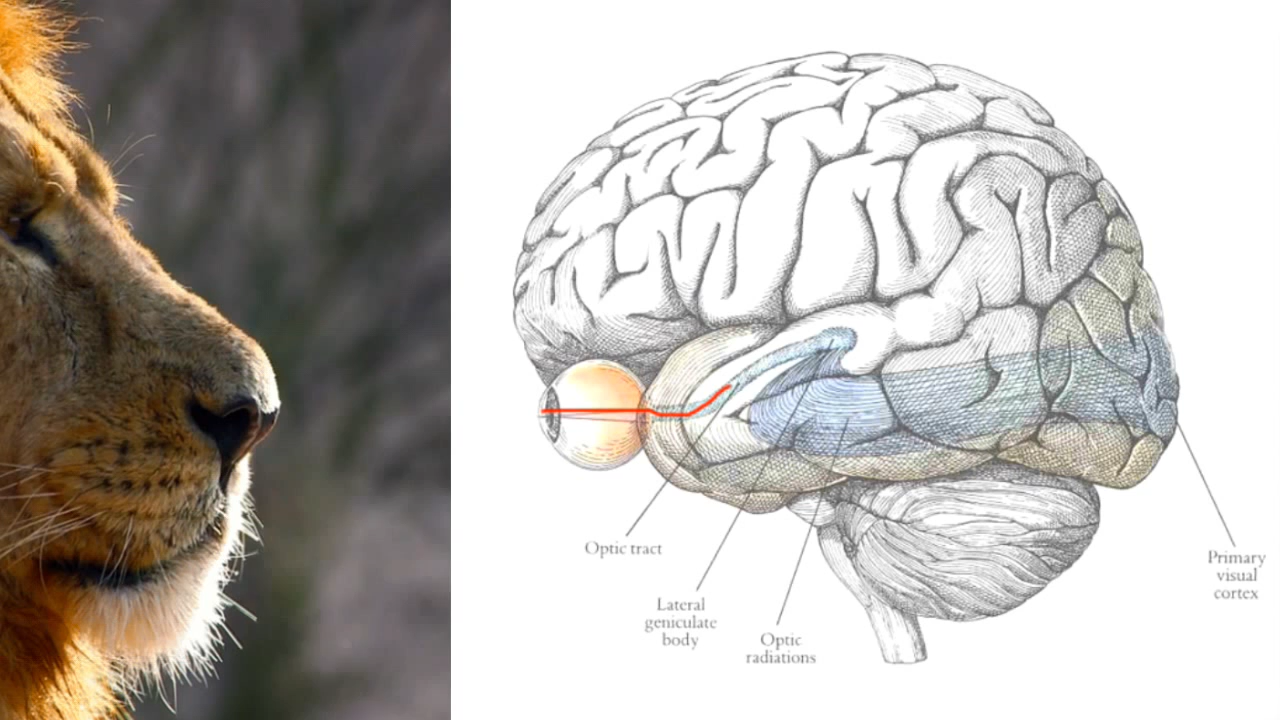 Optic tract
Lateral
geniculate
body
Optic
radiations
Primary
visual
cortex